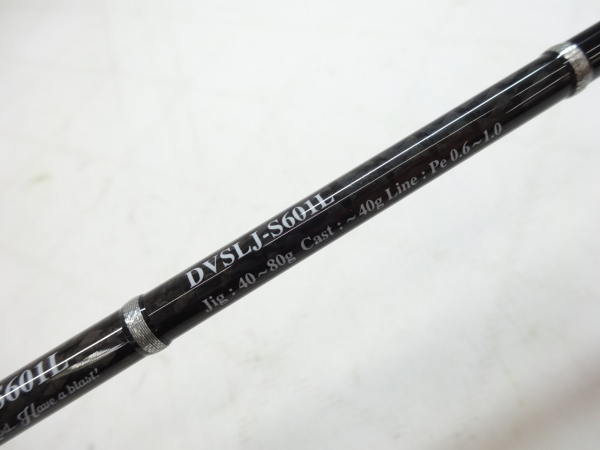 DVSLJ-S601L
Jig : 40~80g Cast : ~40g Line : Pe 0.6~1.0
S601L
Have a blast!